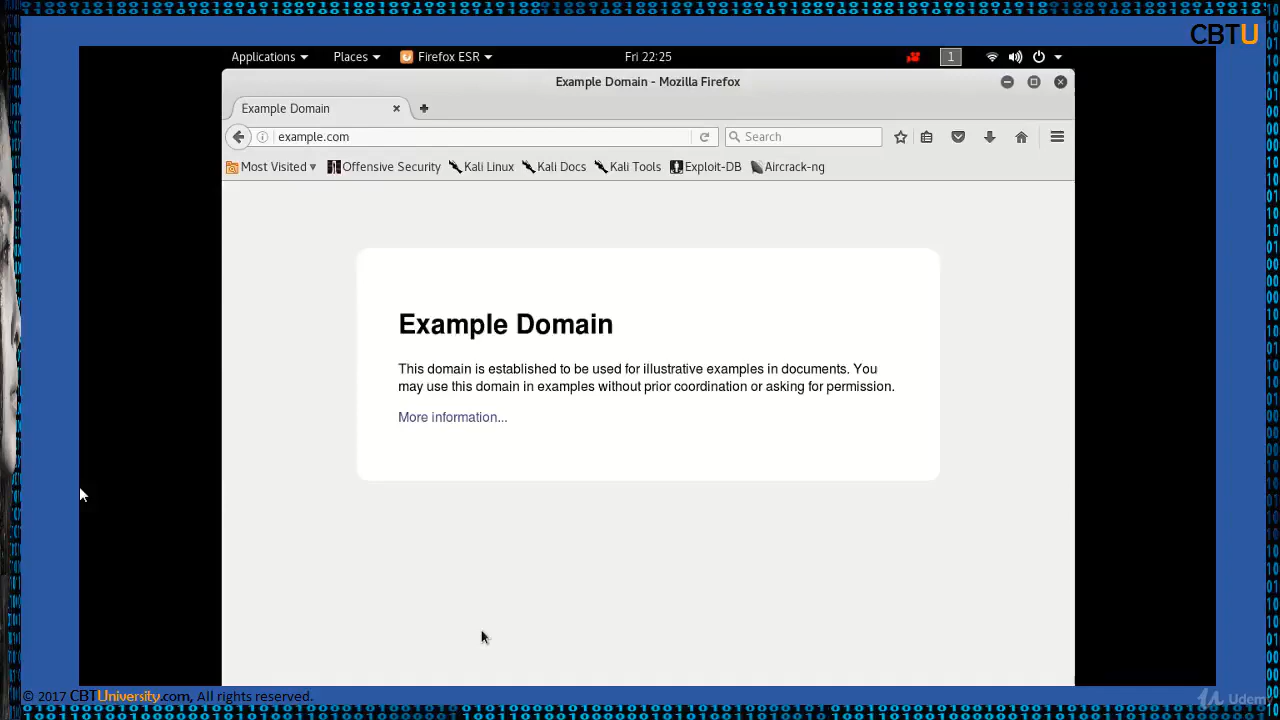 CBTU
Applications Places Firefox ESR Fri 22:25 1
Example Domain - Mozilla Firefox
Example Domain
example.com Search
Most Visited Offensive Security Kali Linux Kali Docs Kali Tools Exploit-DB Aircrack-ng
Example Domain
This domain is established to be used for illustrative examples in documents. You
may use this domain in examples without prior coordination or asking for permission.
More information...
© 2017 CBTUniversity.com, All rights reserved.
Udemy